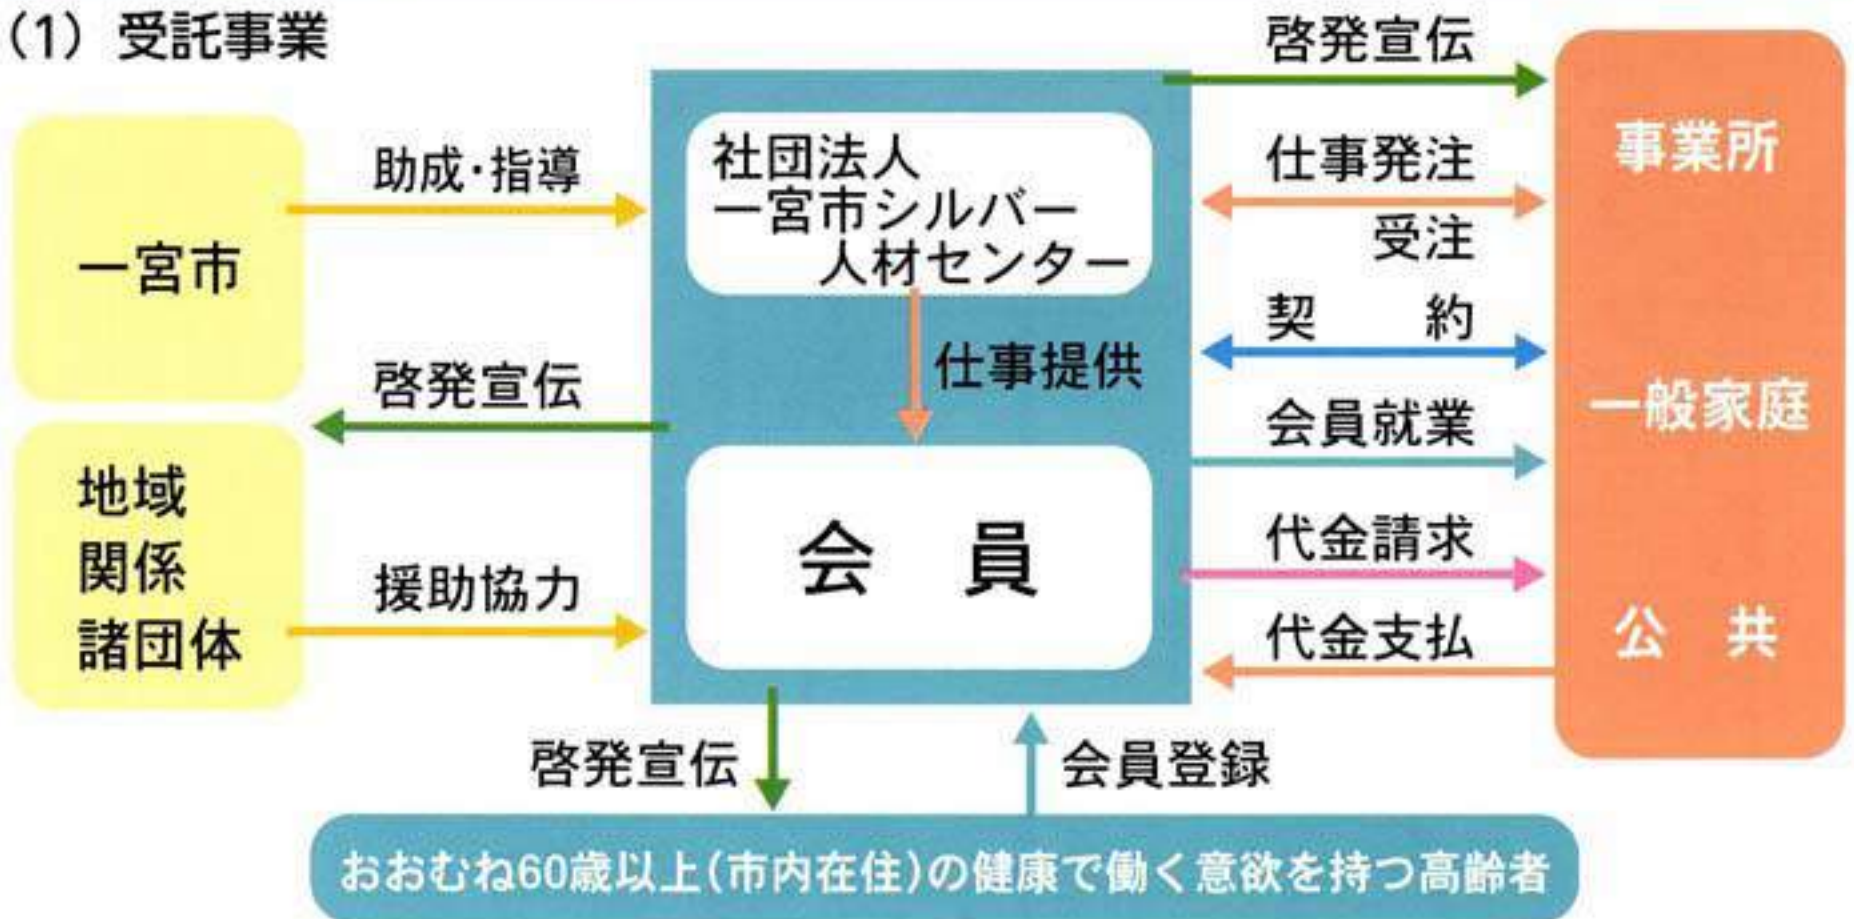 (1) 受託事業
一宮市
地域
関係
諸団体
助成・指導
啓発宣伝
援助協力
社団法人
一宮市シルバー
人材センター
仕事提供
会 員
啓発宣伝
仕事発注
受注
契 約
会員就業
代金請求
代金支払
事業所
一般家庭
公 共
啓発宣伝
会員登録
おおむね60歳以上(市内在住)の健康で働く意欲を持つ高齢者